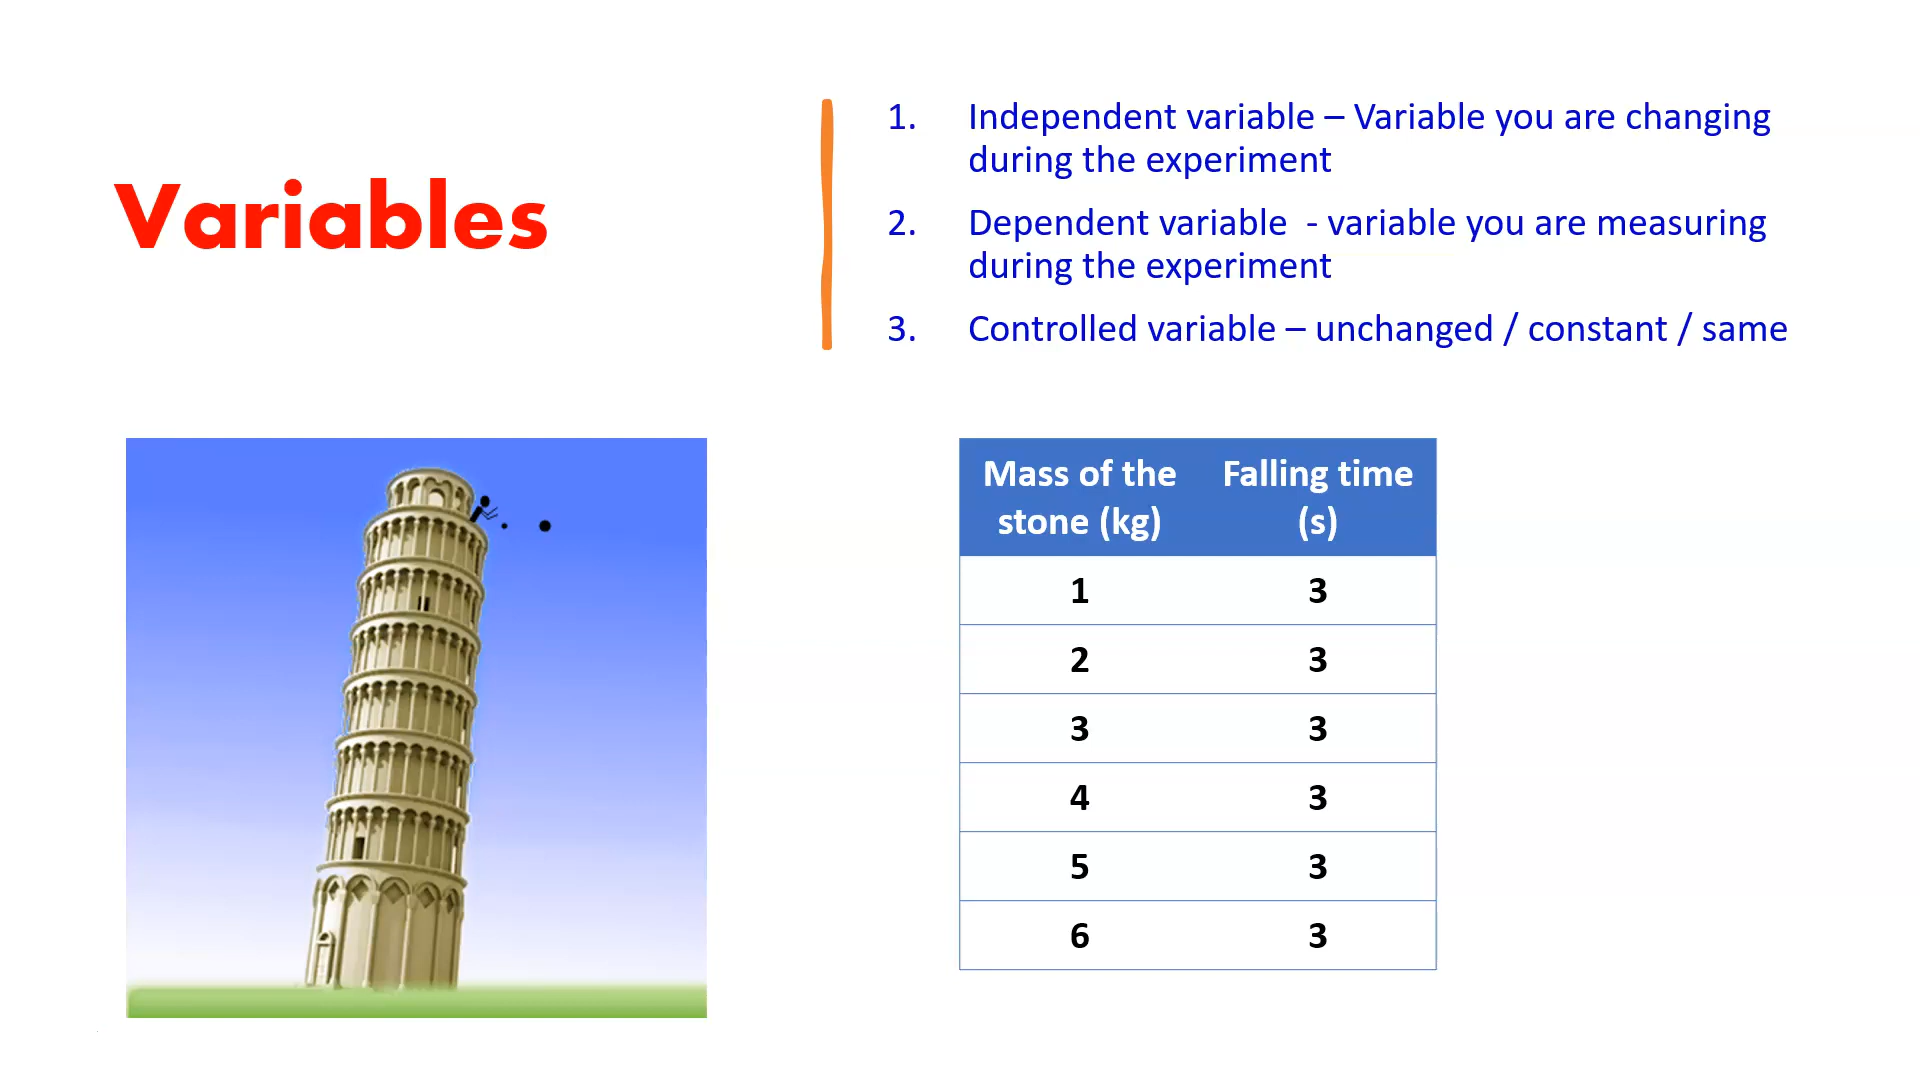 Variables
1. Independent variable – Variable you are changing
during the experiment
2. Dependent variable - variable you are measuring
during the experiment
3. Controlled variable – unchanged / constant / same
Mass of the stone (kg) Falling time (s)
1 3
2 3
3 3
4 3
5 3
6 3